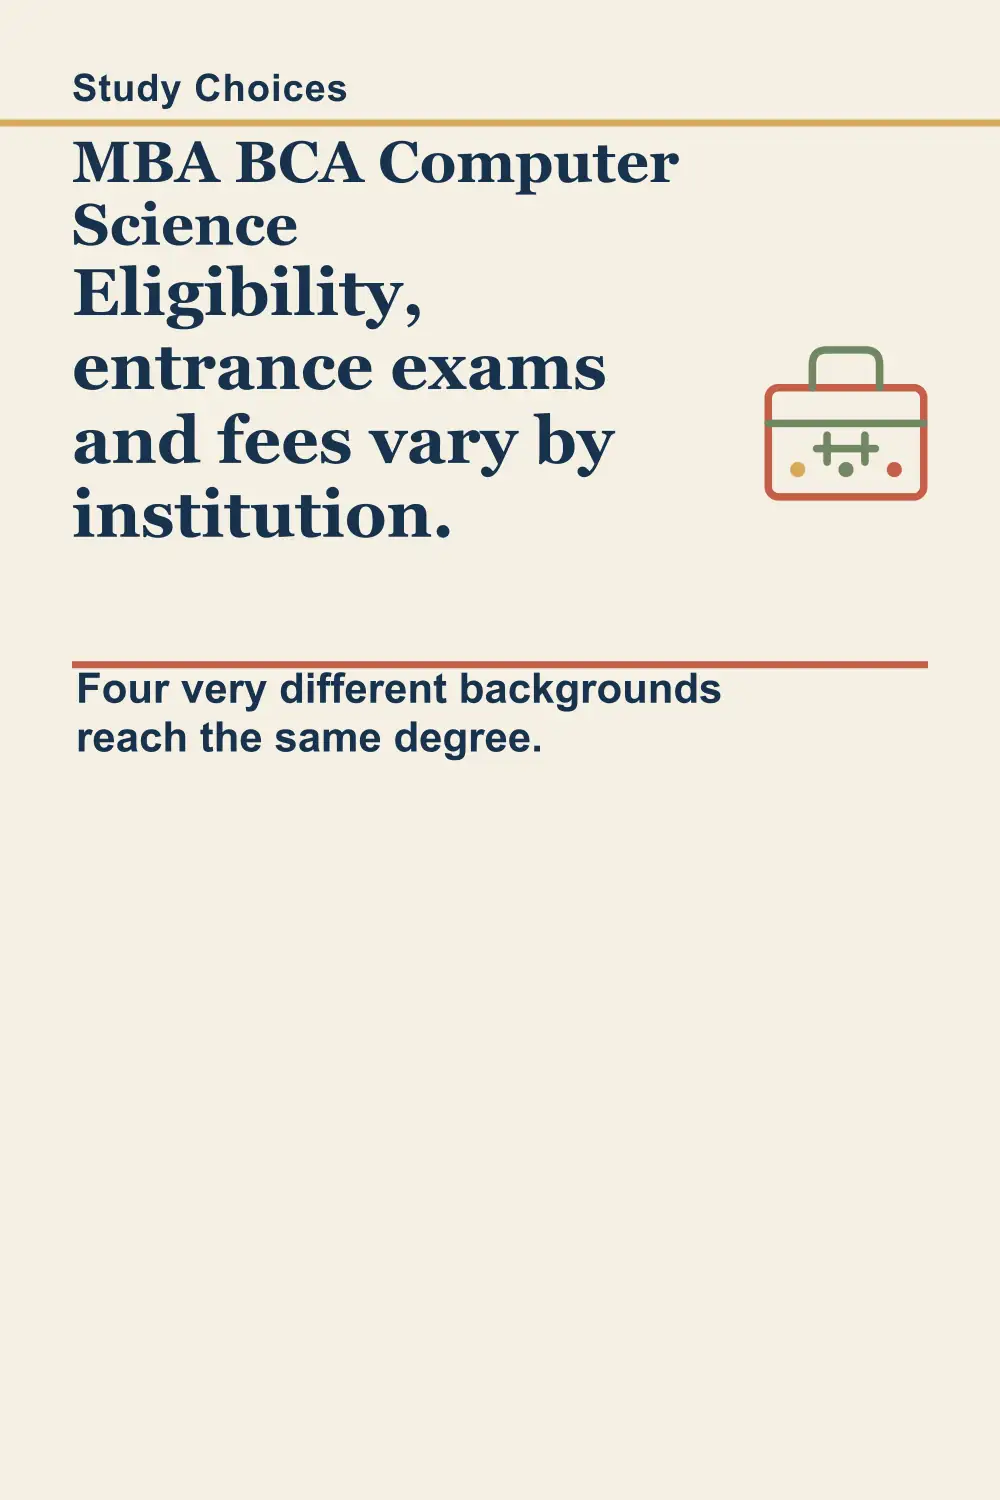 Study Choices
MBA BCA Computer
Science
Eligibility,
entrance exams
and fees vary by
institution.
Four very different backgrounds
reach the same degree.